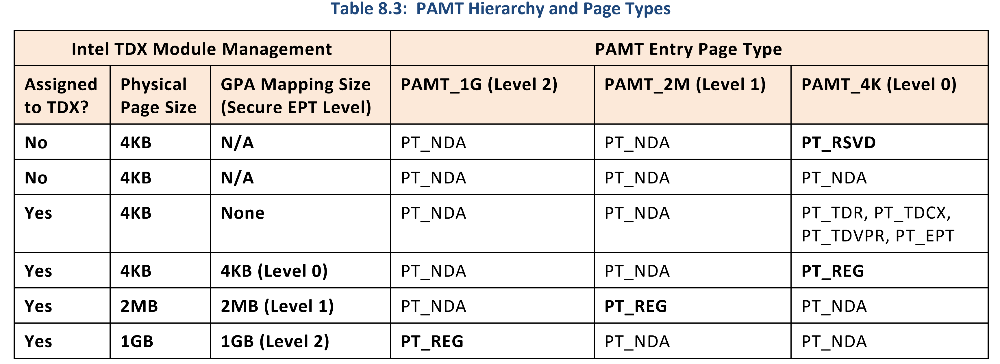 Table 8.3: PAMT Hierarchy and Page Types
Intel TDX Module Management PAMT Entry Page Type
Assigned to TDX? Physical Page Size GPA Mapping Size (Secure EPT Level) PAMT_1G (Level 2) PAMT_2M (Level 1) PAMT_4K (Level 0)
No 4KB N/A PT_NDA PT_NDA PT_RSVD
No 4KB N/A PT_NDA PT_NDA PT_NDA
Yes 4KB None PT_NDA PT_NDA PT_TDR, PT_TDCX, PT_TDVPR, PT_EPT
Yes 4KB 4KB (Level 0) PT_NDA PT_NDA PT_REG
Yes 2MB 2MB (Level 1) PT_NDA PT_REG PT_NDA
Yes 1GB 1GB (Level 2) PT_REG PT_NDA PT_NDA